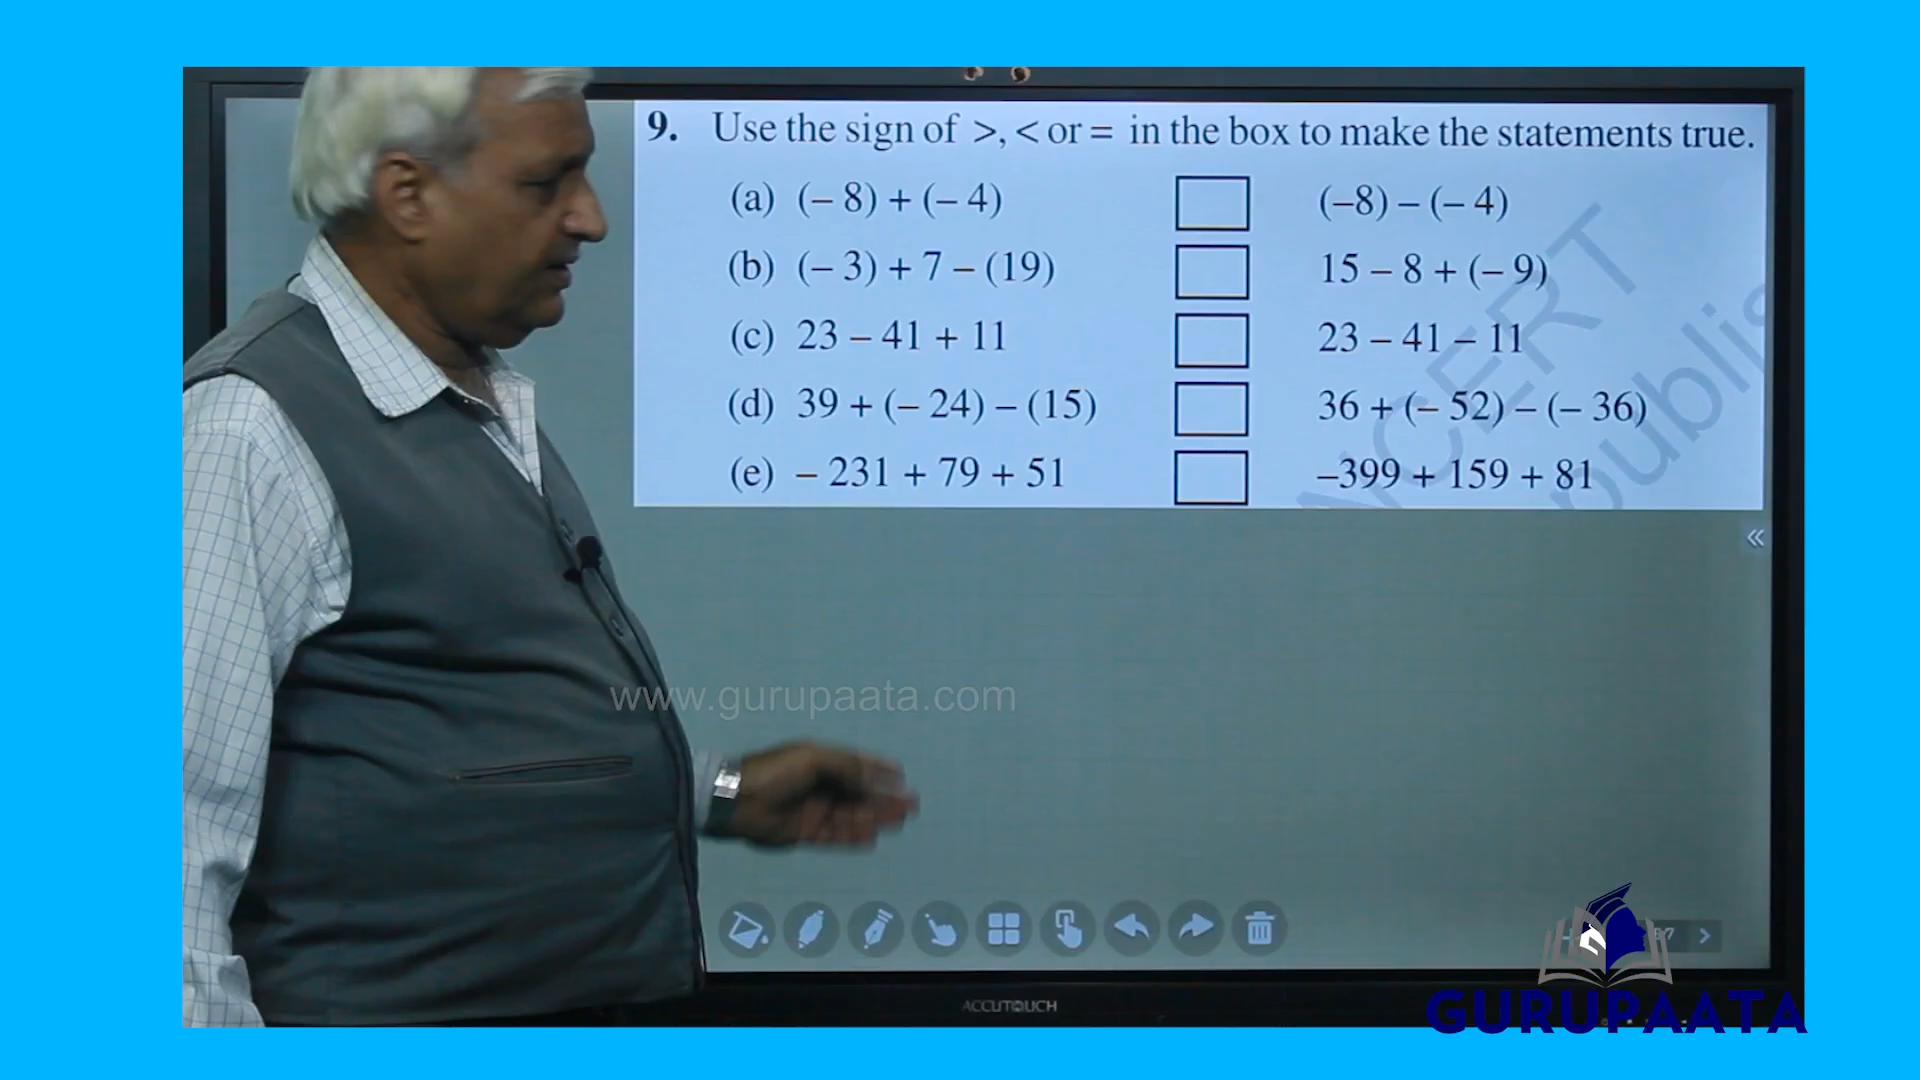 9. Use the sign of >, < or = in the box to make the statements true.
(a) (– 8) + (– 4) (–8) – (– 4)
(b) (– 3) + 7 – (19) 15 – 8 + (– 9)
(c) 23 – 41 + 11 23 – 41 – 11
(d) 39 + (– 24) – (15) 36 + (– 52) – (– 36)
(e) – 231 + 79 + 51 –399 + 159 + 81
NCERT
www.gurupaata.com
ACCUTOUCH
GURUPAATA